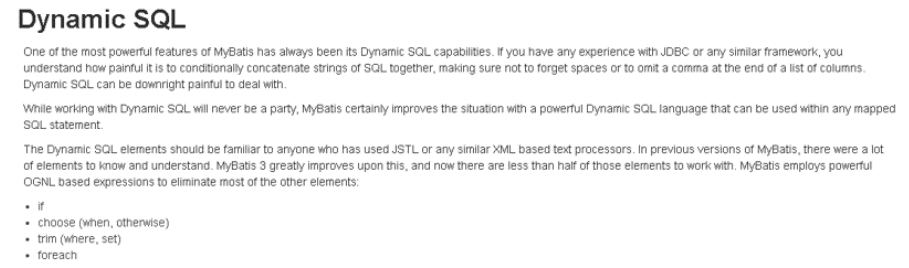 Dynamic SQL
One of the most powerful features of MyBatis has always been its Dynamic SQL capabilities. If you have any experience with JDBC or any similar framework, you
understand how painful it is to conditionally concatenate strings of SQL together, making sure not to forget spaces or to omit a comma at the end of a list of columns.
Dynamic SQL can be downright painful to deal with.
While working with Dynamic SQL will never be a party, MyBatis certainly improves the situation with a powerful Dynamic SQL language that can be used within any mapped
SQL statement.
The Dynamic SQL elements should be familiar to anyone who has used JSTL or any similar XML based text processors. In previous versions of MyBatis, there were a lot
of elements to know and understand. MyBatis 3 greatly improves upon this, and now there are less than half of those elements to work with. MyBatis employs powerful
OGNL based expressions to eliminate most of the other elements:
• if
• choose (when, otherwise)
• trim (where, set)
• foreach